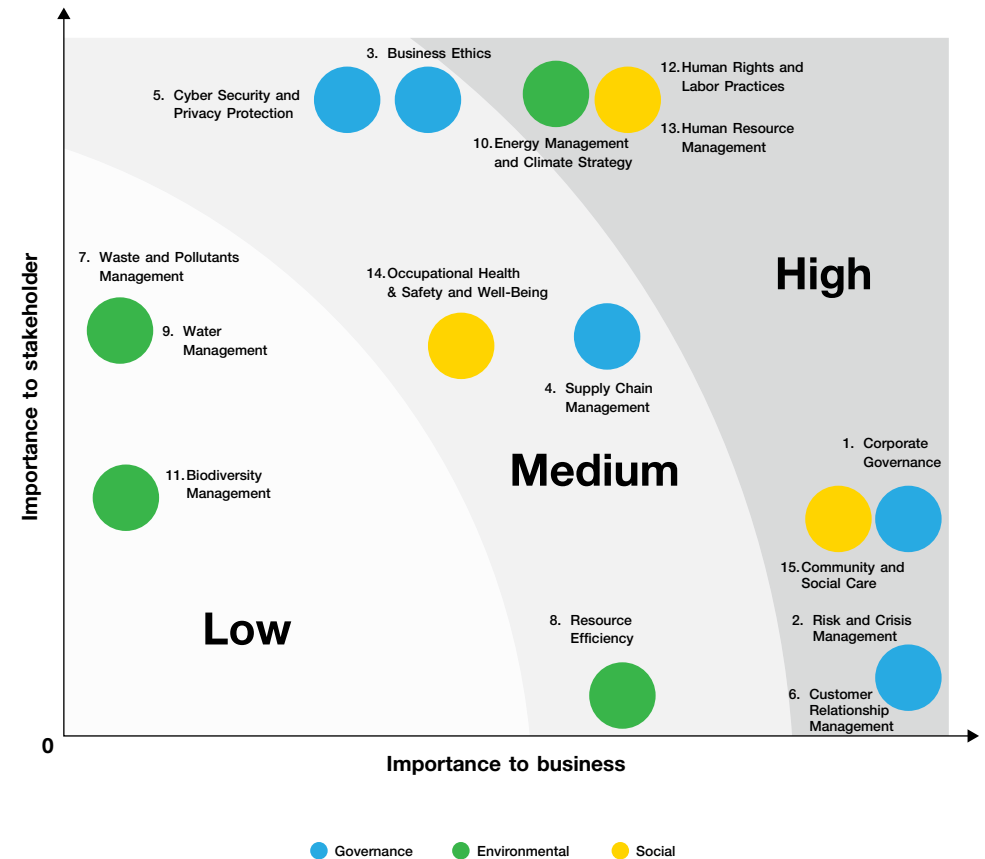 3. Business Ethics
5. Cyber Security and
Privacy Protection
12. Human Rights and
Labor Practices
13. Human Resource
Management
10. Energy Management
and Climate Strategy
7. Waste and Pollutants
Management
9. Water
Management
14. Occupational Health
& Safety and Well-Being
High
4. Supply Chain
Management
Importance to stakeholder
11. Biodiversity
Management
Medium
1. Corporate
Governance
15. Community and
Social Care
Low
8. Resource
Efficiency
2. Risk and Crisis
Management
6. Customer
Relationship
Management
0
Importance to business
Governance
Environmental
Social